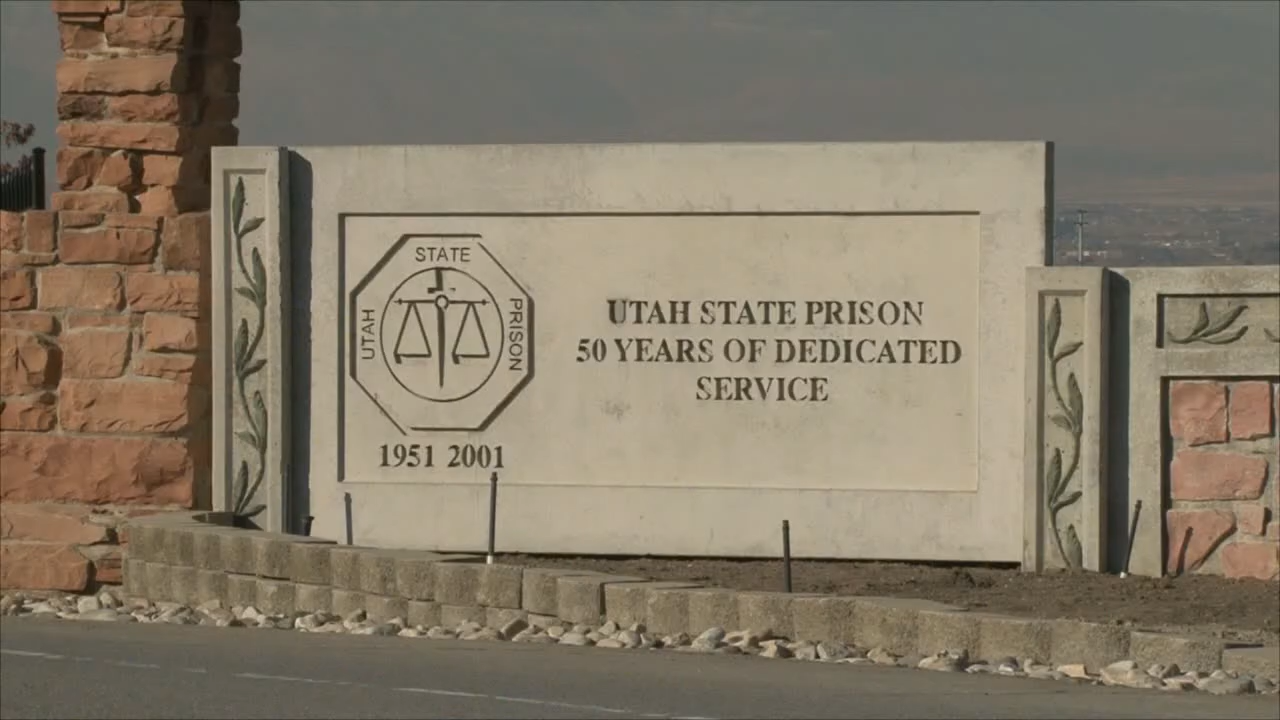 UTAH STATE PRISON
1951 2001
UTAH STATE PRISON
50 YEARS OF DEDICATED
SERVICE